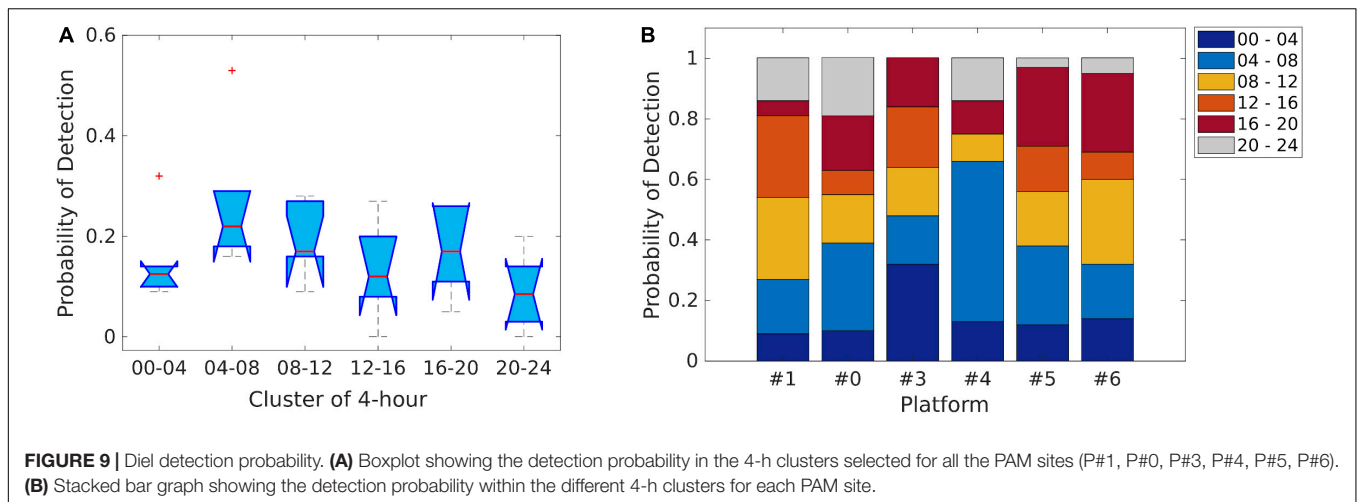 A
0.6
0.4
0.2
0
Probability of Detection
00-04 04-08 08-12 12-16 16-20 20-24
Cluster of 4-hour
B
1
0.8
0.6
0.4
0.2
0
Probability of Detection
#1 #0 #3 #4 #5 #6
Platform
00 - 04
04 - 08
08 - 12
12 - 16
16 - 20
20 - 24
FIGURE 9 | Diel detection probability. (A) Boxplot showing the detection probability in the 4-h clusters selected for all the PAM sites (P#1, P#0, P#3, P#4, P#5, P#6).
(B) Stacked bar graph showing the detection probability within the different 4-h clusters for each PAM site.